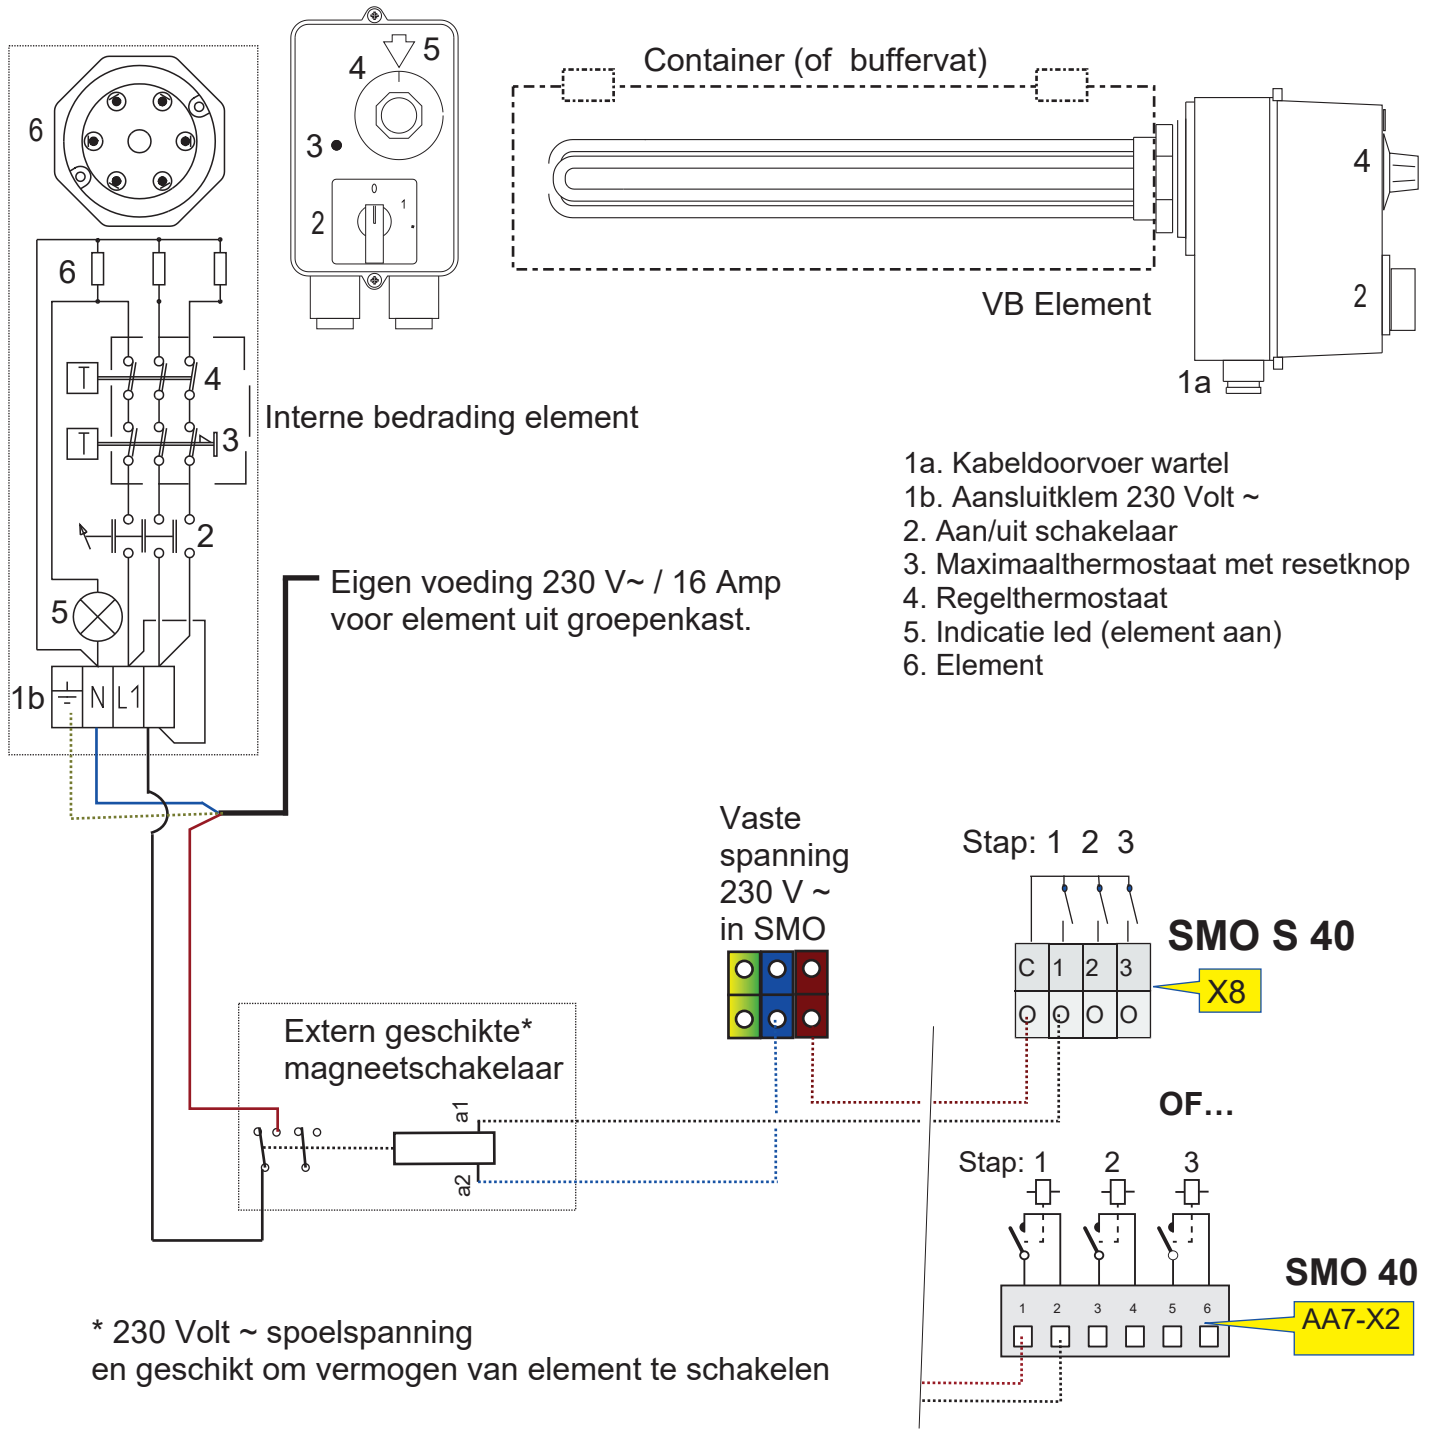 Container (of buffervat)
5
4
6
3
4
0
1
2
6
2
VB Element
1a
T
4
Interne bedrading element
T
3
1a. Kabeldoorvoer wartel
1b. Aansluitklem 230 Volt ~
2
2. Aan/uit schakelaar
3. Maximaalthermostaat met resetknop
Eigen voeding 230 V~ / 16 Amp
voor element uit groepenkast.
4. Regelthermostaat
5
5. Indicatie led (element aan)
6. Element
1b
N
L1
Vaste
spanning
230 V ~
in SMO
Stap: 1 2 3
SMO S 40
C 1 2 3
X8
Extern geschikte*
magneetschakelaar
a1
a2
OF...
Stap: 1 2 3
SMO 40
1 2 3 4 5 6
AA7-X2
* 230 Volt ~ spoelspanning
en geschikt om vermogen van element te schakelen